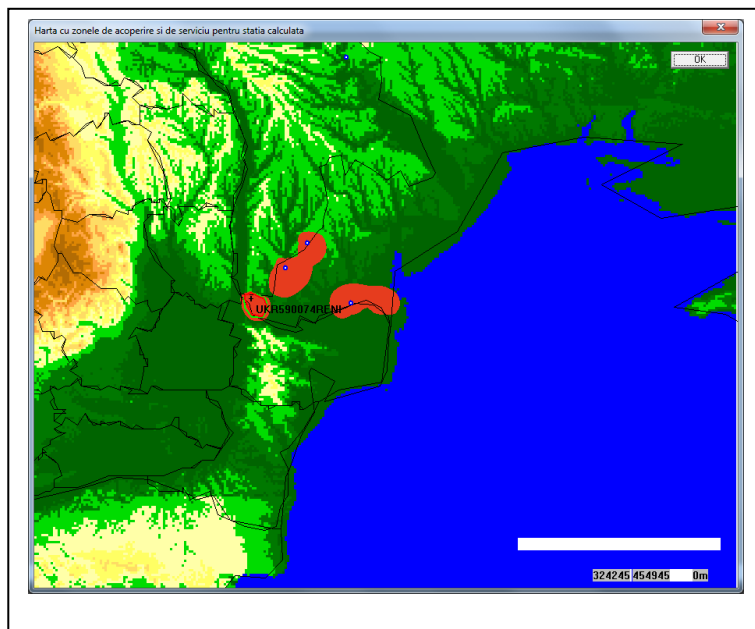 Harta cu zonele de acoperire si de serviciu pentru statia calculata
OK
UKR590074RENI
324245 454945 0m